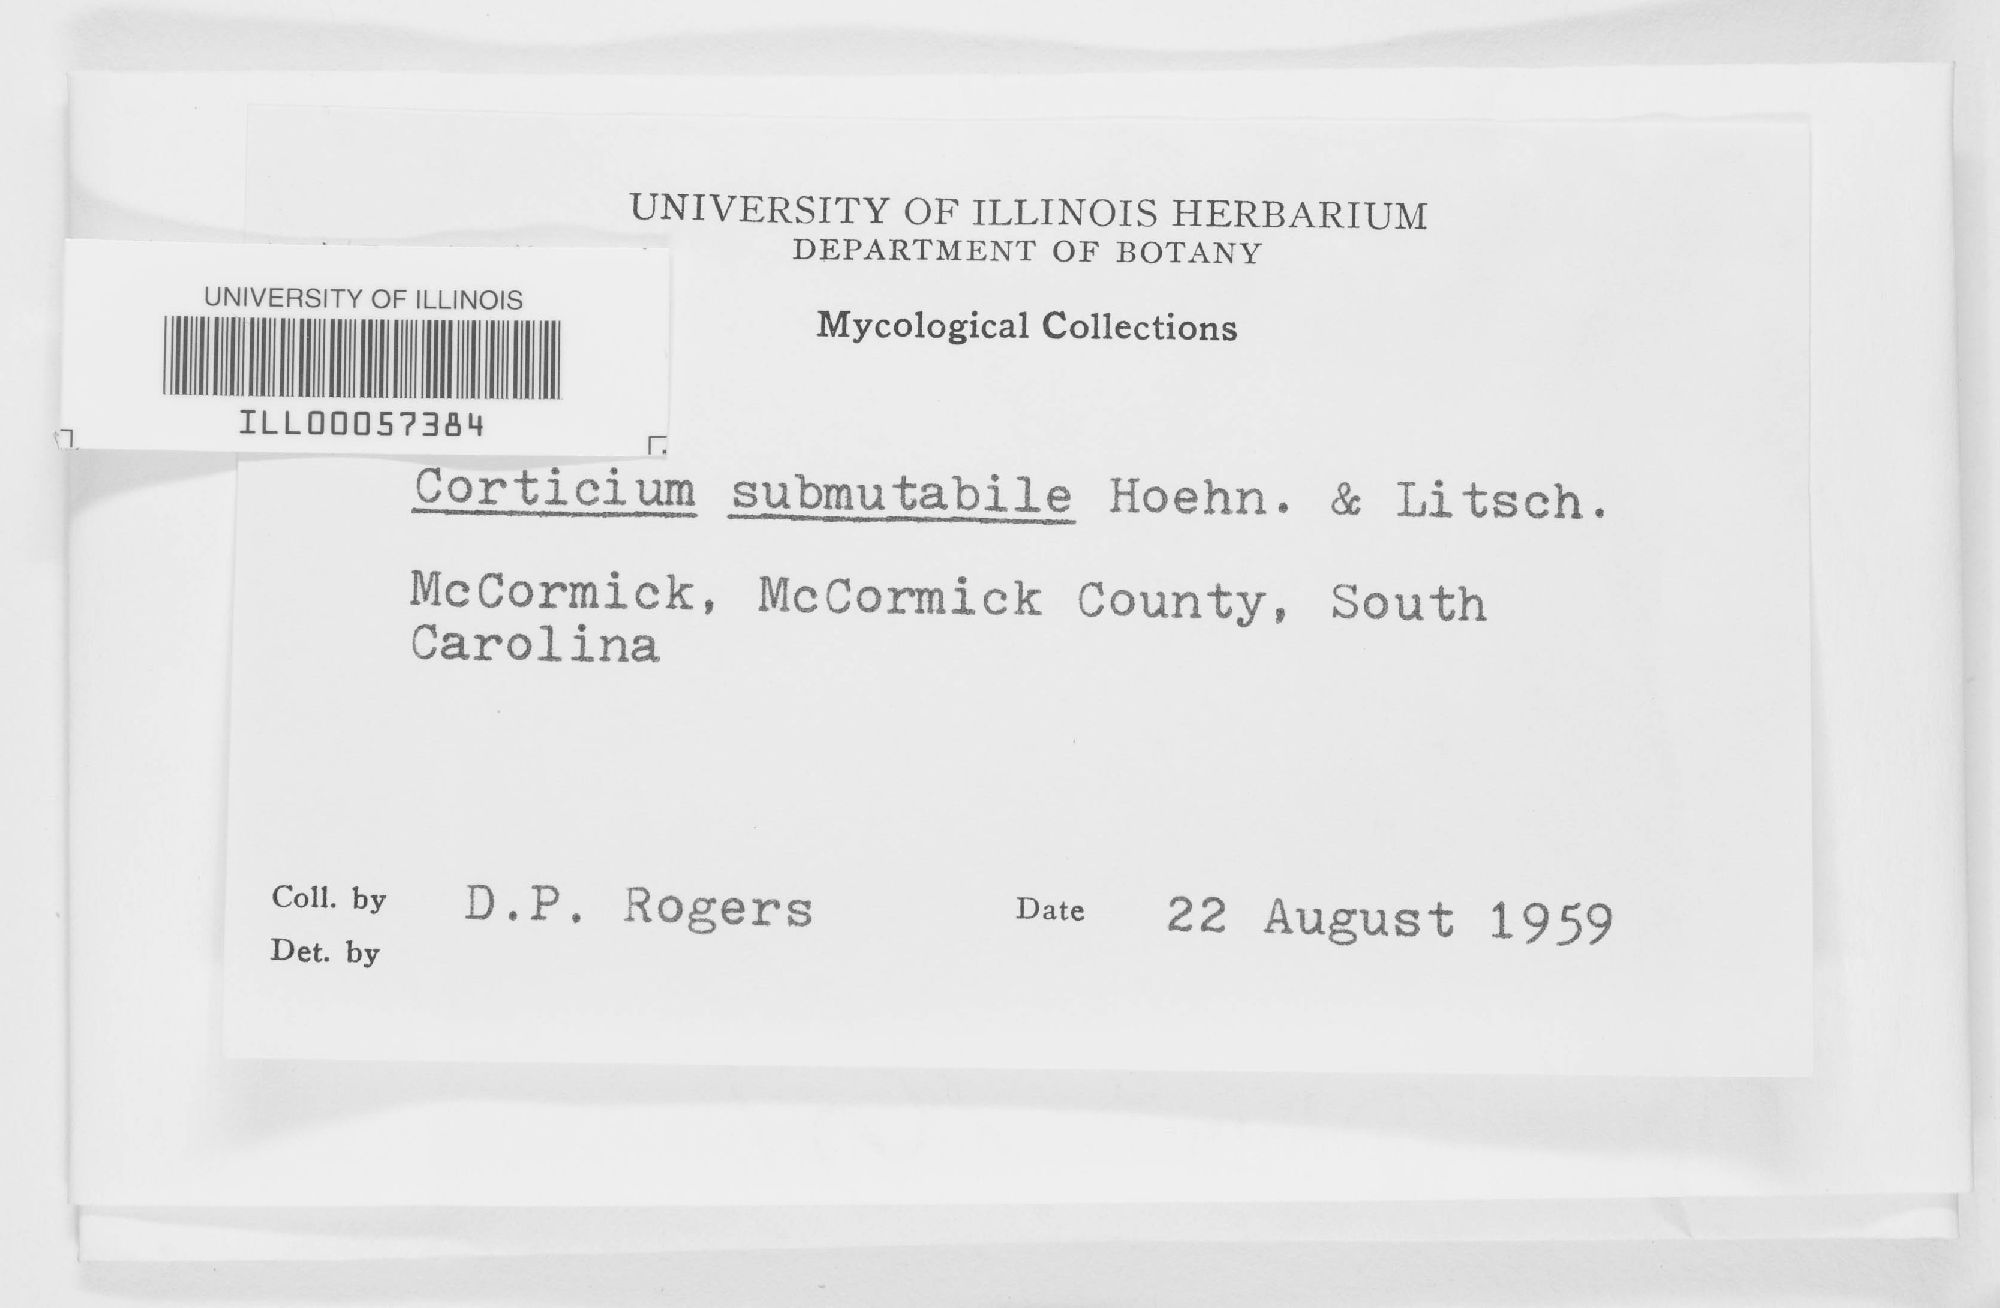 UNIVERSITY OF ILLINOIS HERBARIUM
DEPARTMENT OF BOTANY
Mycological Collections
UNIVERSITY OF ILLINOIS
ILL00057384
Corticium submutabile Hoehn. & Litsch.
McCormick, McCormick County, South
Carolina
Coll. by D.P. Rogers Date 22 August 1959
Det. by